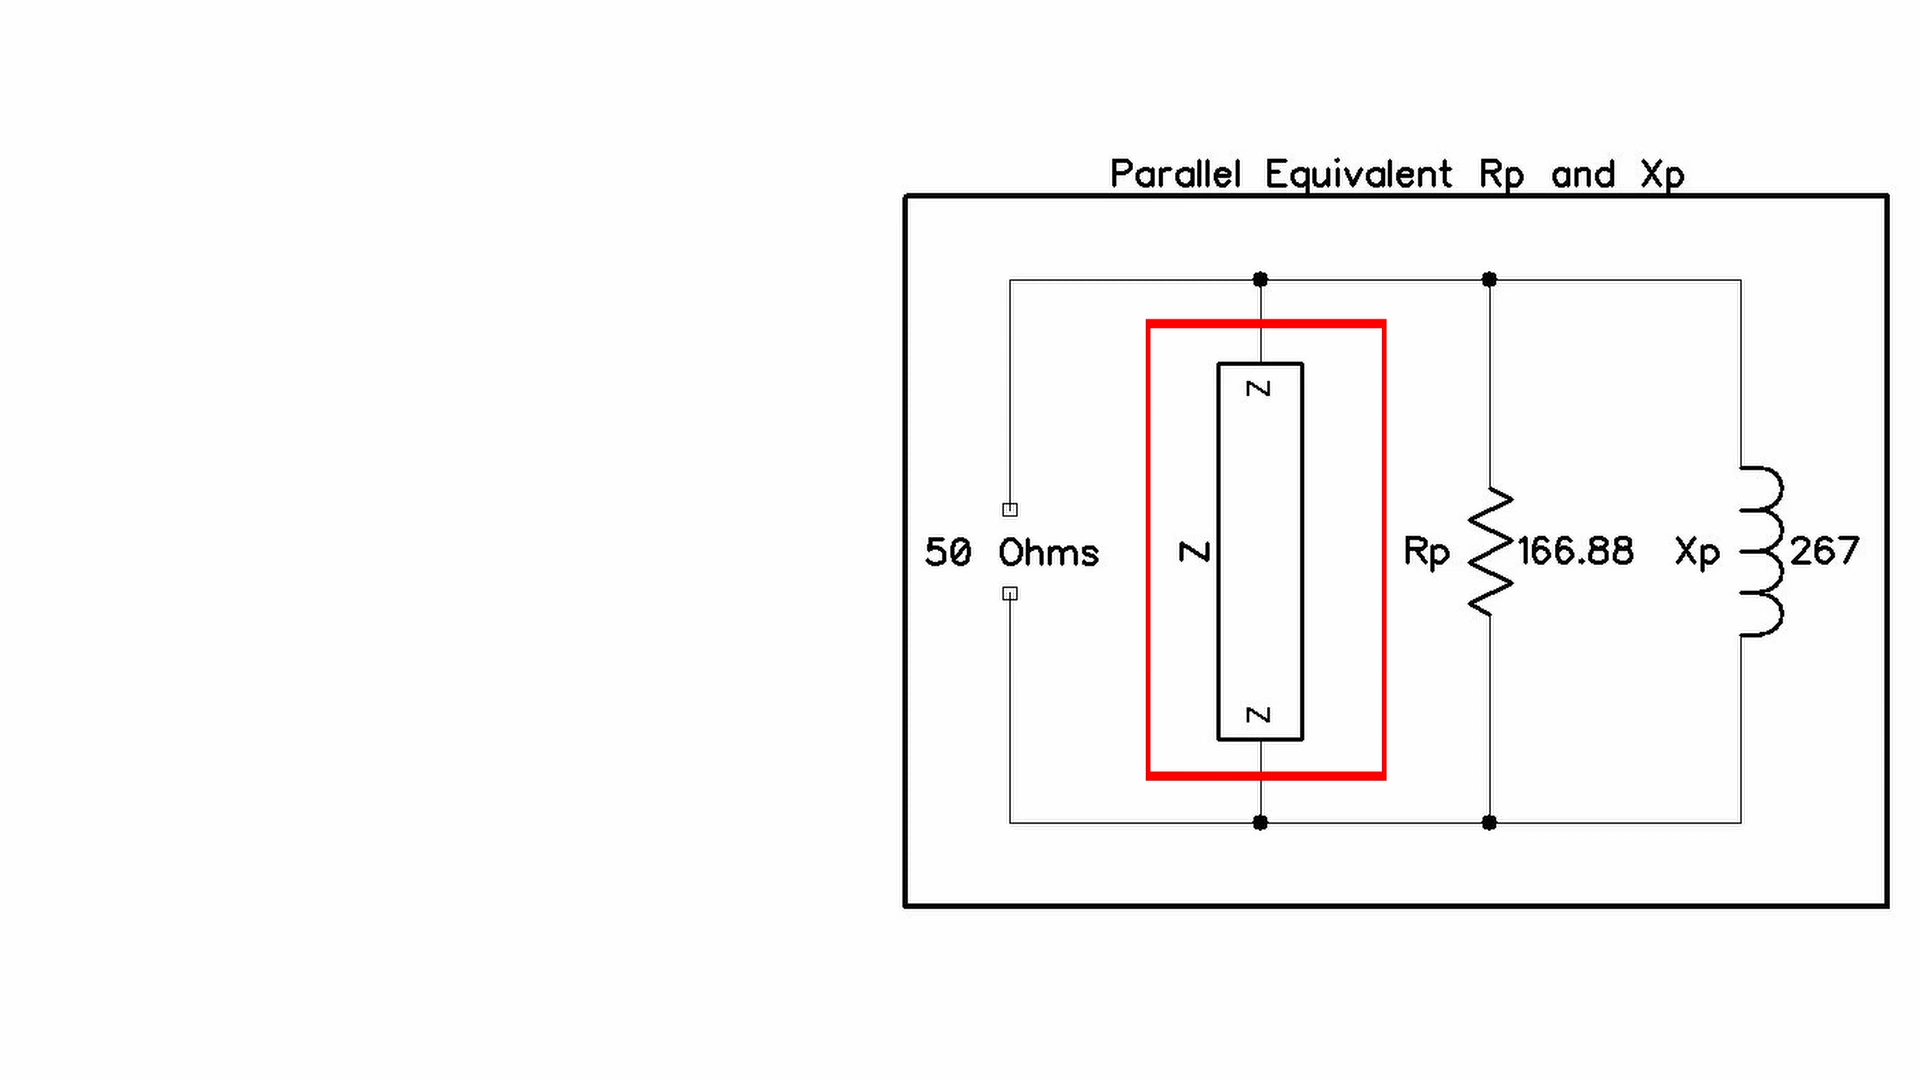 Parallel Equivalent Rp and Xp
Z
50 Ohms
Z
Rp
166.88
Xp
267
Z